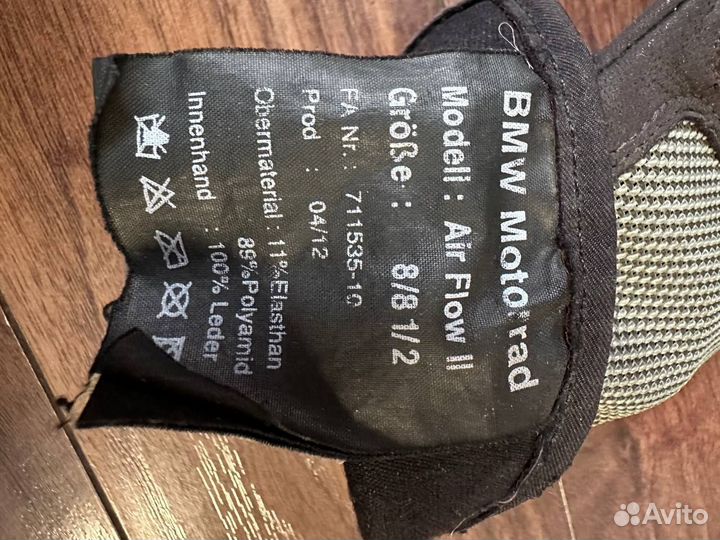 BMW Motorrad
Modell : Air Flow II
Größe : 8/8 1/2
FA Nr. : 711535-10
Prod : 04/12
Obermaterial : 11%Elasthan
89%Polyamid
Innenhand : 100% Leder
Avito